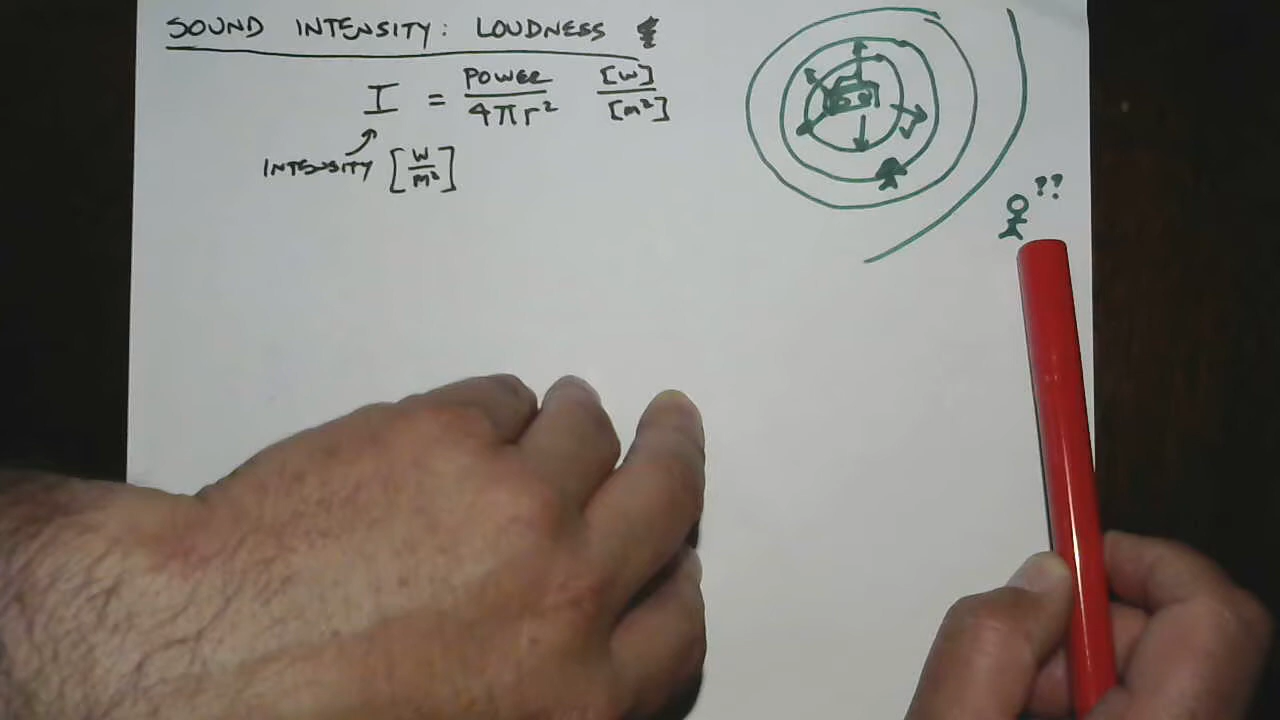 SOUND INTENSITY: LOUDNESS
I = POWER / 4πr² [W] / [m²]
INTENSITY [W / m²]
??